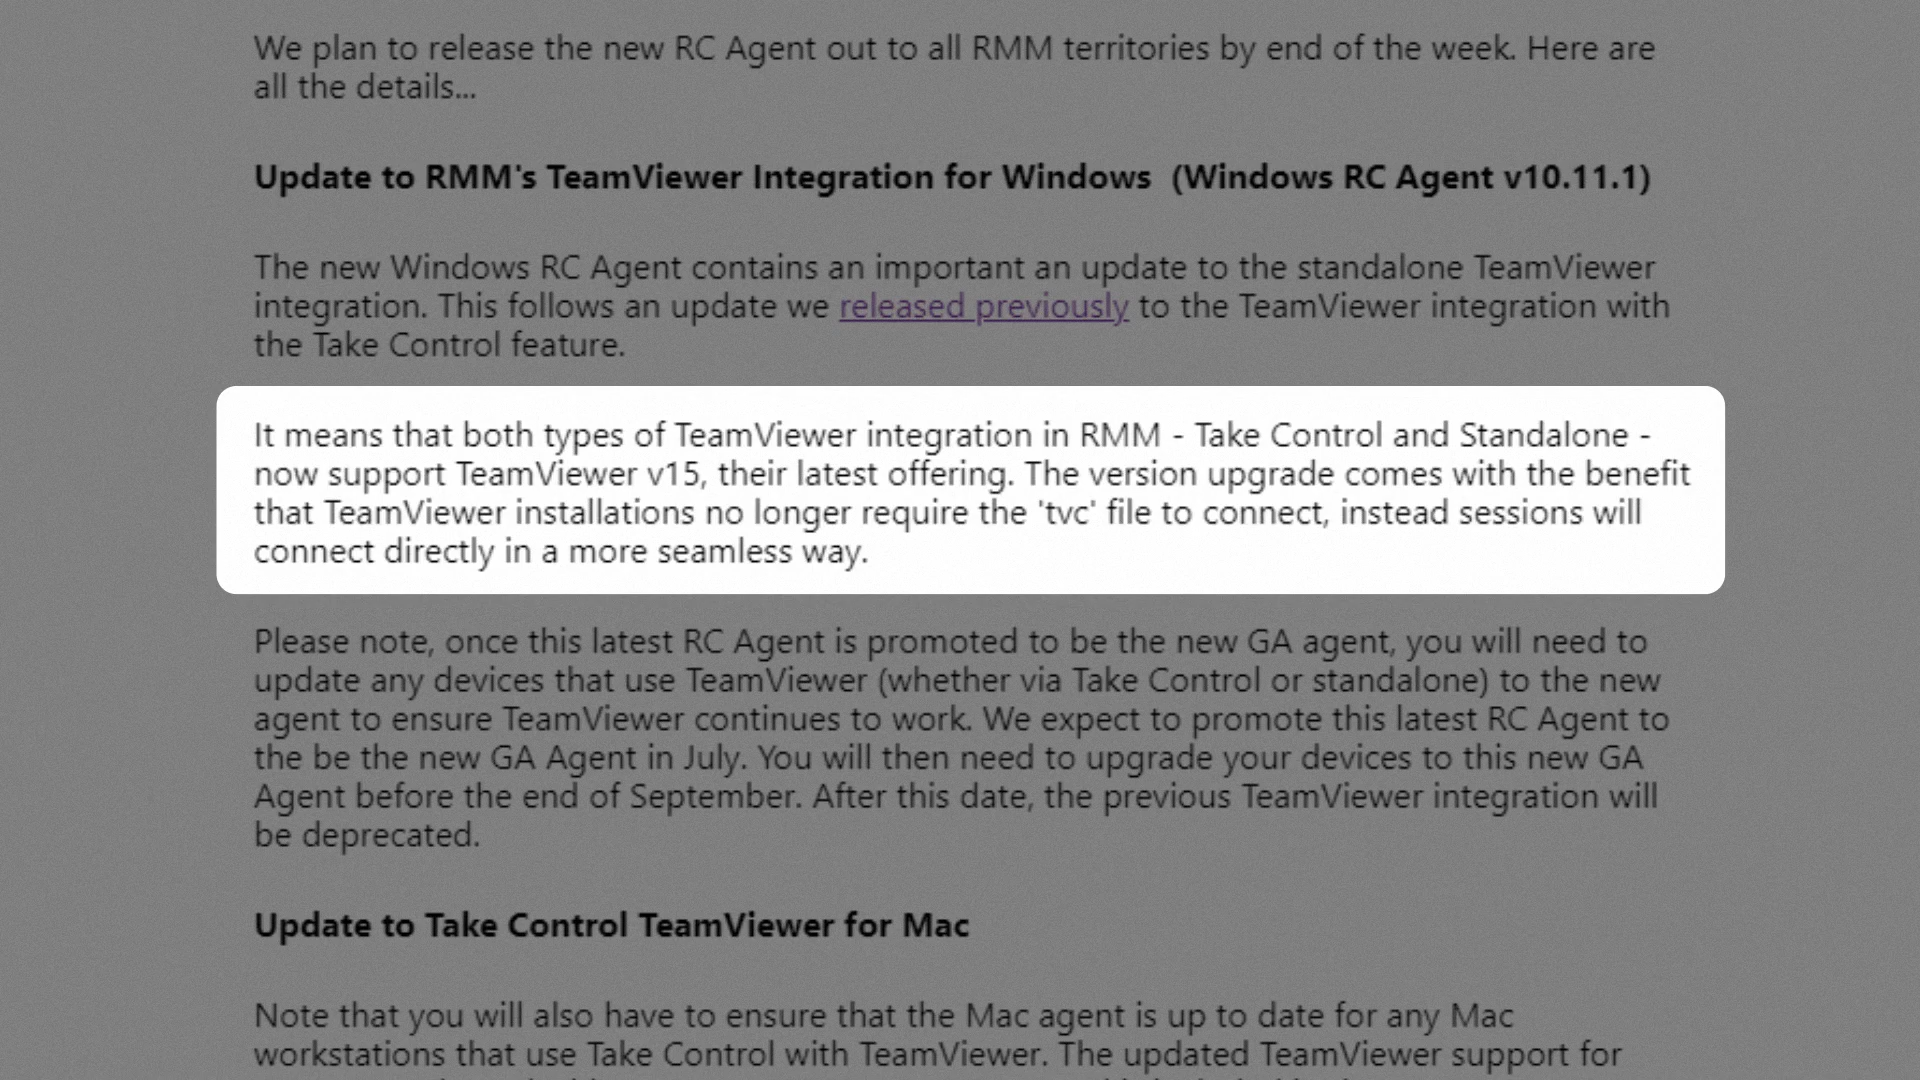 We plan to release the new RC Agent out to all RMM territories by end of the week. Here are
all the details...
Update to RMM's TeamViewer Integration for Windows  (Windows RC Agent v10.11.1)
The new Windows RC Agent contains an important an update to the standalone TeamViewer
integration. This follows an update we released previously to the TeamViewer integration with
the Take Control feature.
It means that both types of TeamViewer integration in RMM - Take Control and Standalone -
now support TeamViewer v15, their latest offering. The version upgrade comes with the benefit
that TeamViewer installations no longer require the 'tvc' file to connect, instead sessions will
connect directly in a more seamless way.
Please note, once this latest RC Agent is promoted to be the new GA agent, you will need to
update any devices that use TeamViewer (whether via Take Control or standalone) to the new
agent to ensure TeamViewer continues to work. We expect to promote this latest RC Agent to
the be the new GA Agent in July. You will then need to upgrade your devices to this new GA
Agent before the end of September. After this date, the previous TeamViewer integration will
be deprecated.
Update to Take Control TeamViewer for Mac
Note that you will also have to ensure that the Mac agent is up to date for any Mac
workstations that use Take Control with TeamViewer. The updated TeamViewer support for